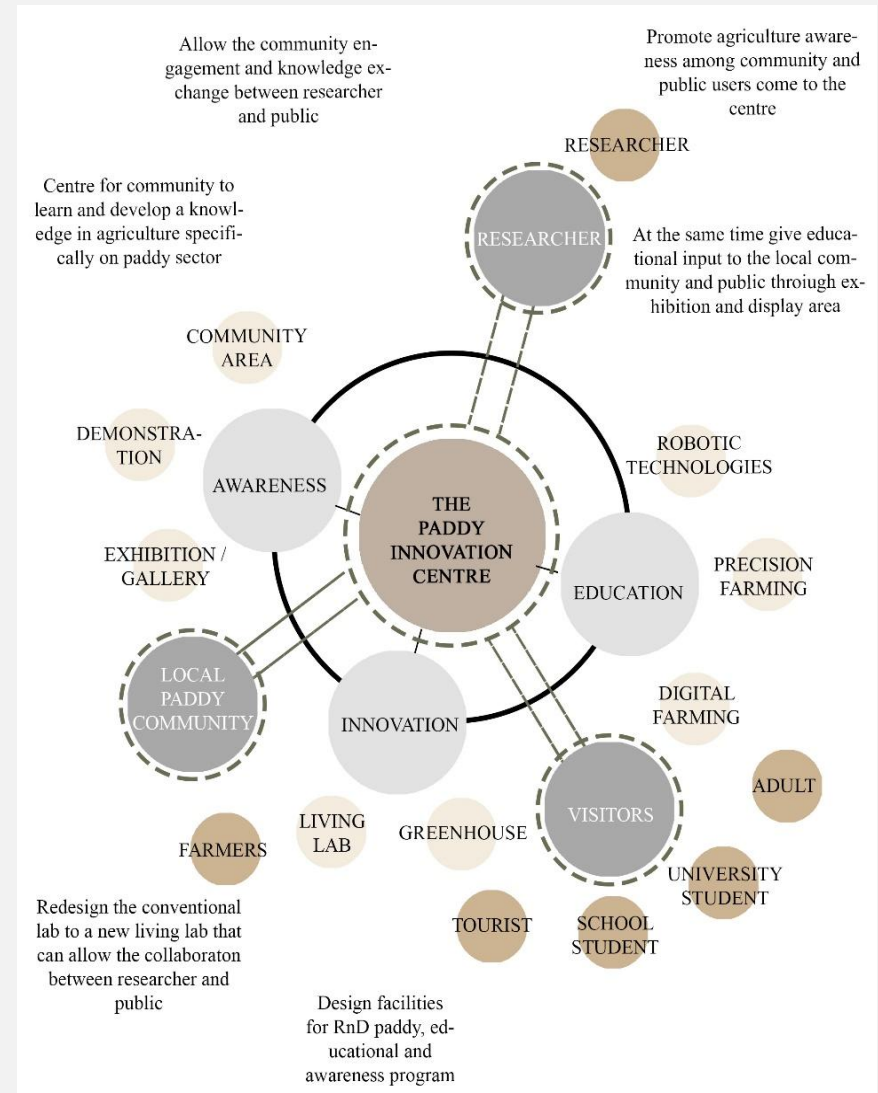 Allow the community en-
gagement and knowledge ex-
change between researcher
and public
Promote agriculture aware-
ness among community and
public users come to the
centre
RESEARCHER
Centre for community to
learn and develop a knowl-
edge in agriculture specifi-
cally on paddy sector
RESEARCHER
At the same time give educa-
tional input to the local com-
munity and public throiugh ex-
hibition and display area
COMMUNITY
AREA
DEMONSTRA-
TION
AWARENESS
EXHIBITION /
GALLERY
THE
PADDY
INNOVATION
CENTRE
ROBOTIC
TECHNOLOGIES
EDUCATION
PRECISION
FARMING
DIGITAL
FARMING
LOCAL
PADDY
COMMUNITY
INNOVATION
VISITORS
ADULT
FARMERS
LIVING
LAB
GREENHOUSE
UNIVERSITY
STUDENT
TOURIST
SCHOOL
STUDENT
Redesign the conventional
lab to a new living lab that
can allow the collaboraton
between researcher and
public
Design facilities
for RnD paddy, ed-
ucational and
awareness program